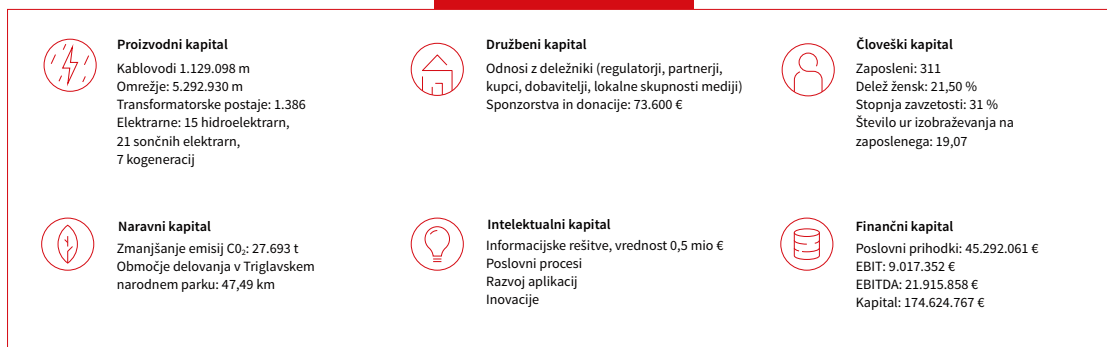 Proizvodni kapital
Kablovodi 1.129.098 m
Omrežje: 5.292.930 m
Transformatorske postaje: 1.386
Elektrarne: 15 hidroelektrarn,
21 sončnih elektrarn,
7 kogeneracij
Družbeni kapital
Odnosi z deležniki (regulatorji, partnerji,
kupci, dobavitelji, lokalne skupnosti mediji)
Sponzorstva in donacije: 73.600 €
Človeški kapital
Zaposleni: 311
Delež žensk: 21,50 %
Stopnja zavzetosti: 31 %
Število ur izobraževanja na
zaposlenega: 19,07
Naravni kapital
Zmanjšanje emisij C0₂: 27.693 t
Območje delovanja v Triglavskem
narodnem parku: 47,49 km
Intelektualni kapital
Informacijske rešitve, vrednost 0,5 mio €
Poslovni procesi
Razvoj aplikacij
Inovacije
Finančni kapital
Poslovni prihodki: 45.292.061 €
EBIT: 9.017.352 €
EBITDA: 21.915.858 €
Kapital: 174.624.767 €